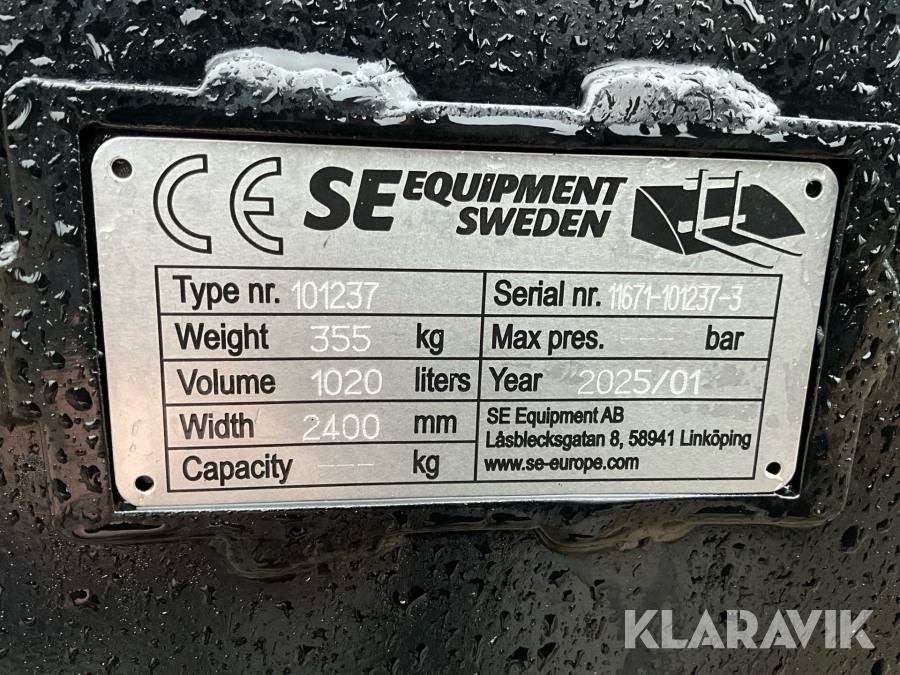 CE SE EQUIPMENT
SWEDEN
Type nr. 101237
Serial nr. 11671-101237-3
Weight 355 kg
Max pres. --- bar
Volume 1020 liters
Year 2025/01
Width 2400 mm
SE Equipment AB
Låsblecksgatan 8, 58941 Linköping
Capacity --- kg
www.se-europe.com
KLARAVIK